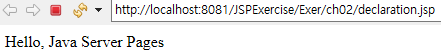 http://localhost:8081/JSPExercise/Exer/ch02/declaration.jsp
Hello, Java Server Pages